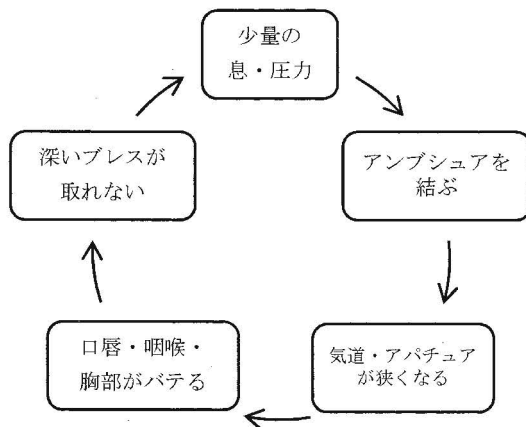 少量の
息・圧力
アンブシュアを
結ぶ
気道・アパチュア
が狭くなる
口唇・咽喉・
胸部がバテる
深いブレスが
取れない